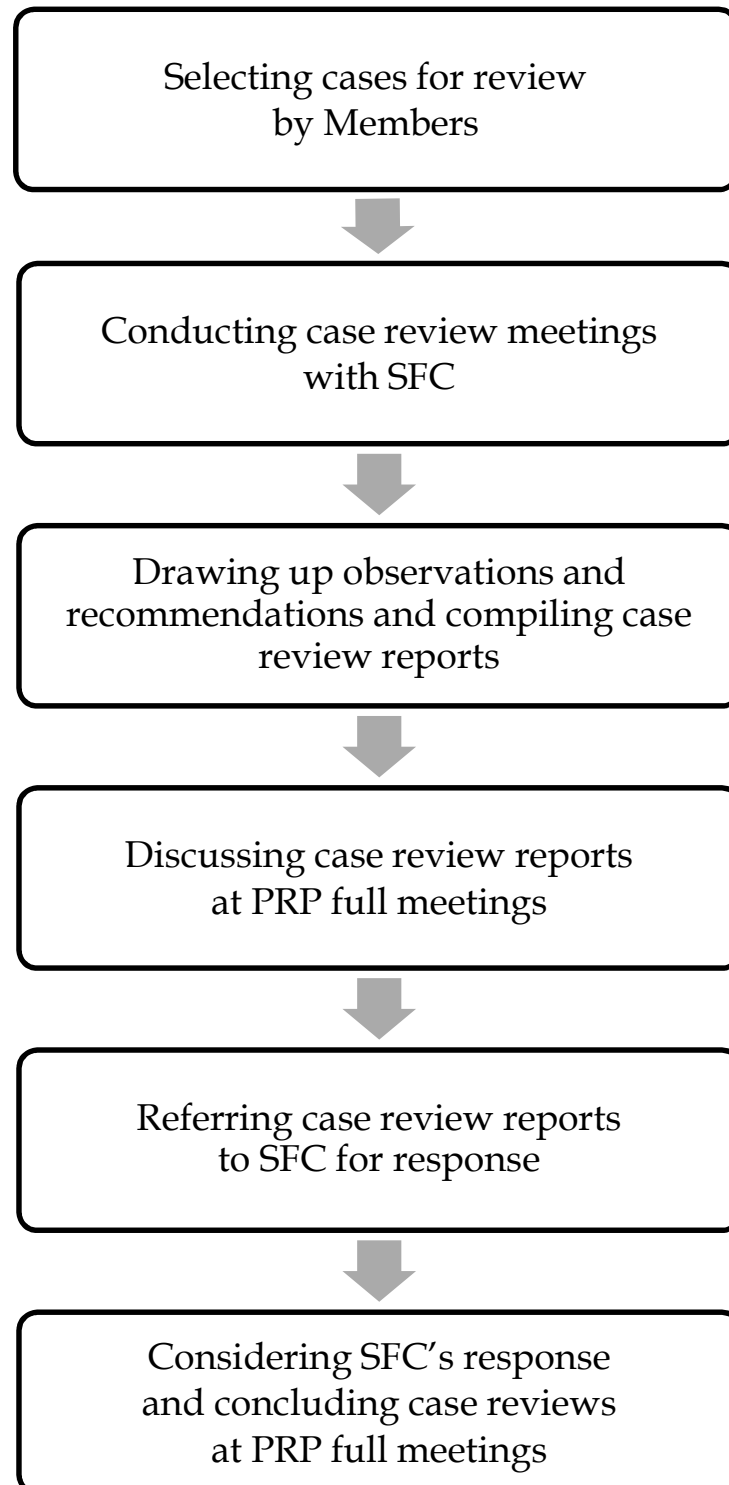 Selecting cases for review
by Members
Conducting case review meetings
with SFC
Drawing up observations and
recommendations and compiling case
review reports
Discussing case review reports
at PRP full meetings
Referring case review reports
to SFC for response
Considering SFC’s response
and concluding case reviews
at PRP full meetings